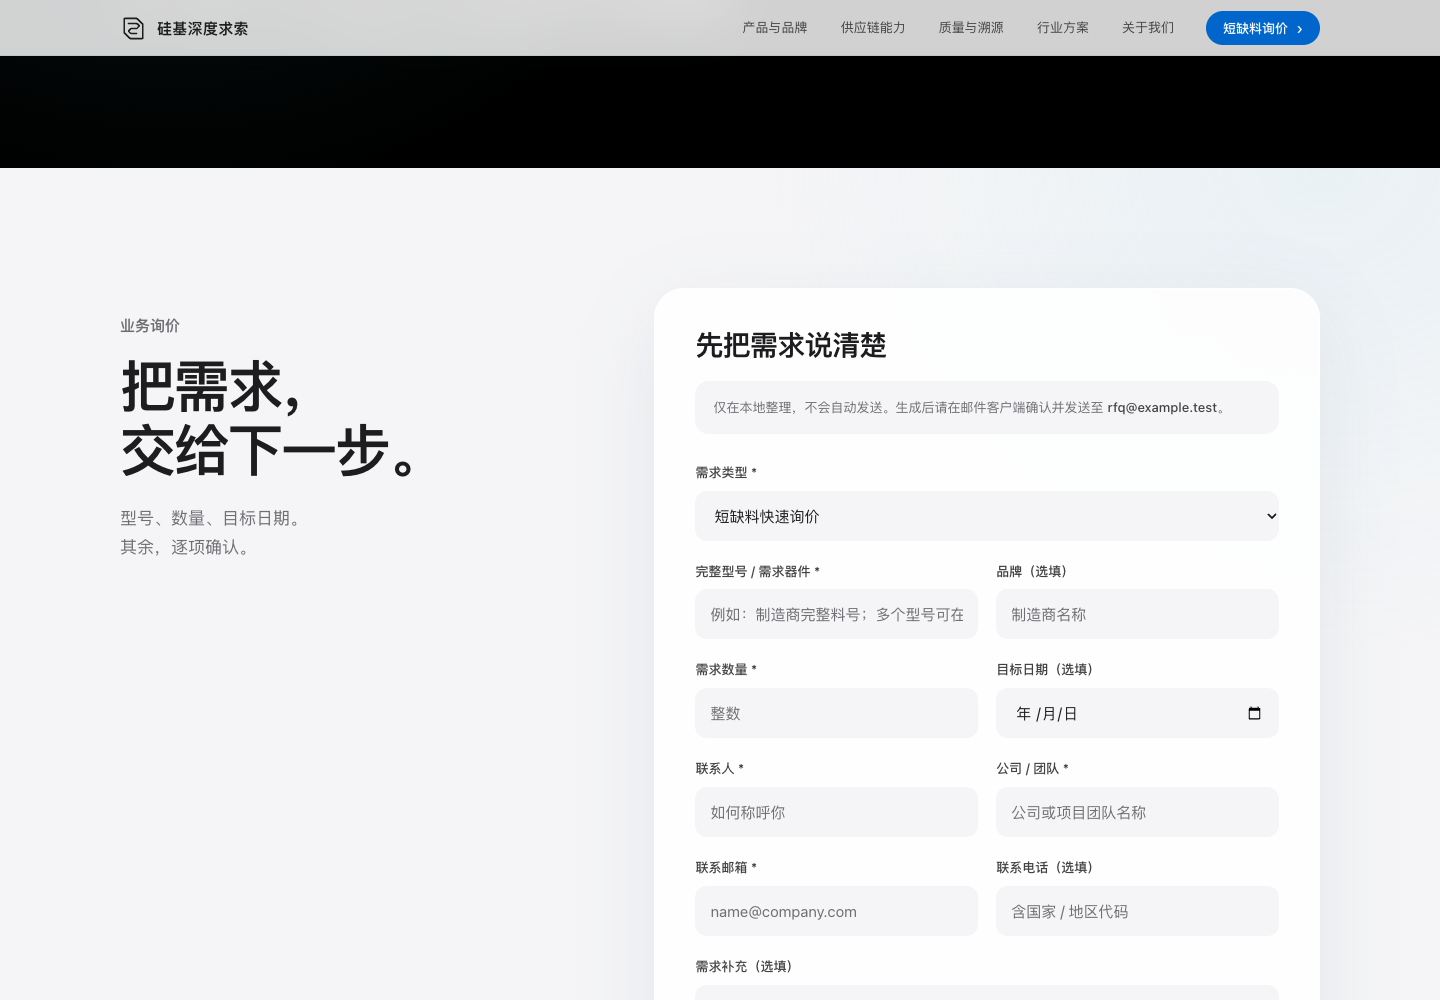 硅基深度求索
产品与品牌
供应链能力
质量与溯源
行业方案
关于我们
短缺料询价 ›
业务询价
把需求，
交给下一步。
型号、数量、目标日期。
其余，逐项确认。
先把需求说清楚
仅在本地整理，不会自动发送。生成后请在邮件客户端确认并发送至 rfq@example.test。
需求类型 *
短缺料快速询价
完整型号 / 需求器件 *
例如：制造商完整料号；多个型号可在
品牌（选填）
制造商名称
需求数量 *
整数
目标日期（选填）
年 /月/日
联系人 *
如何称呼你
公司 / 团队 *
公司或项目团队名称
联系邮箱 *
name@company.com
联系电话（选填）
含国家 / 地区代码
需求补充（选填）